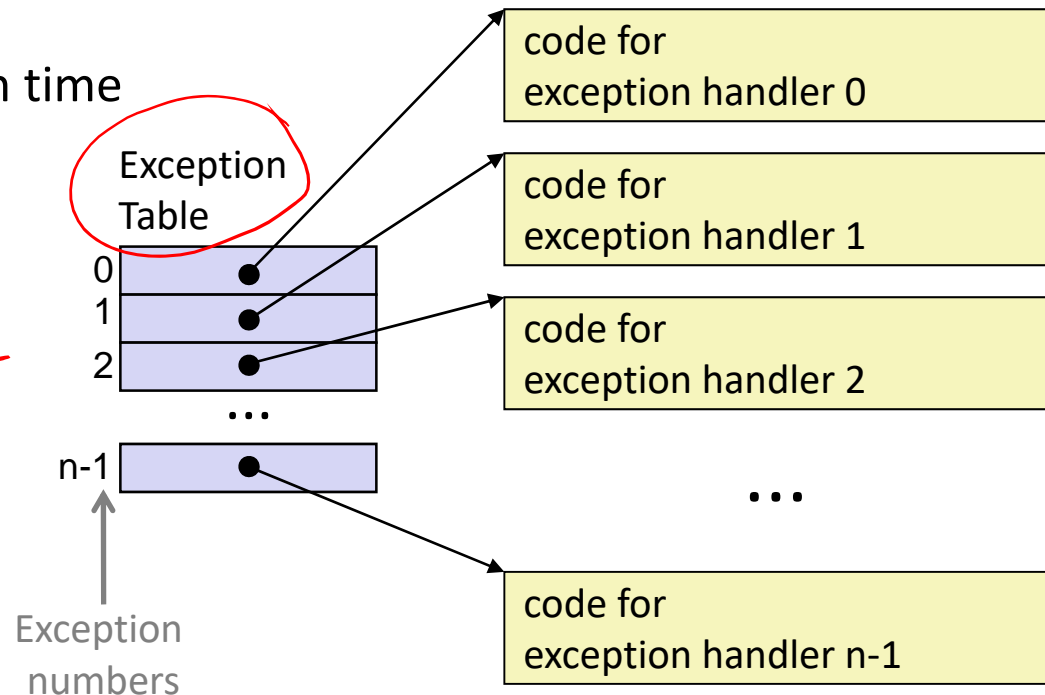 n time
Exception
Table
0
1
2
...
n-1
Exception
numbers
code for
exception handler 0
code for
exception handler 1
code for
exception handler 2
...
code for
exception handler n-1